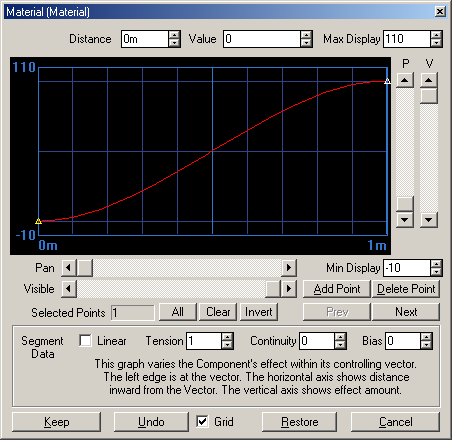 Material (Material)
Distance 0m Value 0 Max Display 110
P V
110
-10
0m 1m
Pan Min Display -10
Visible Add Point Delete Point
Selected Points 1 All Clear Invert Prev Next
Segment Data Linear Tension 1 Continuity 0 Bias 0
This graph varies the Component's effect within its controlling vector.
The left edge is at the vector. The horizontal axis shows distance
inward from the Vector. The vertical axis shows effect amount.
Keep Undo Grid Restore Cancel